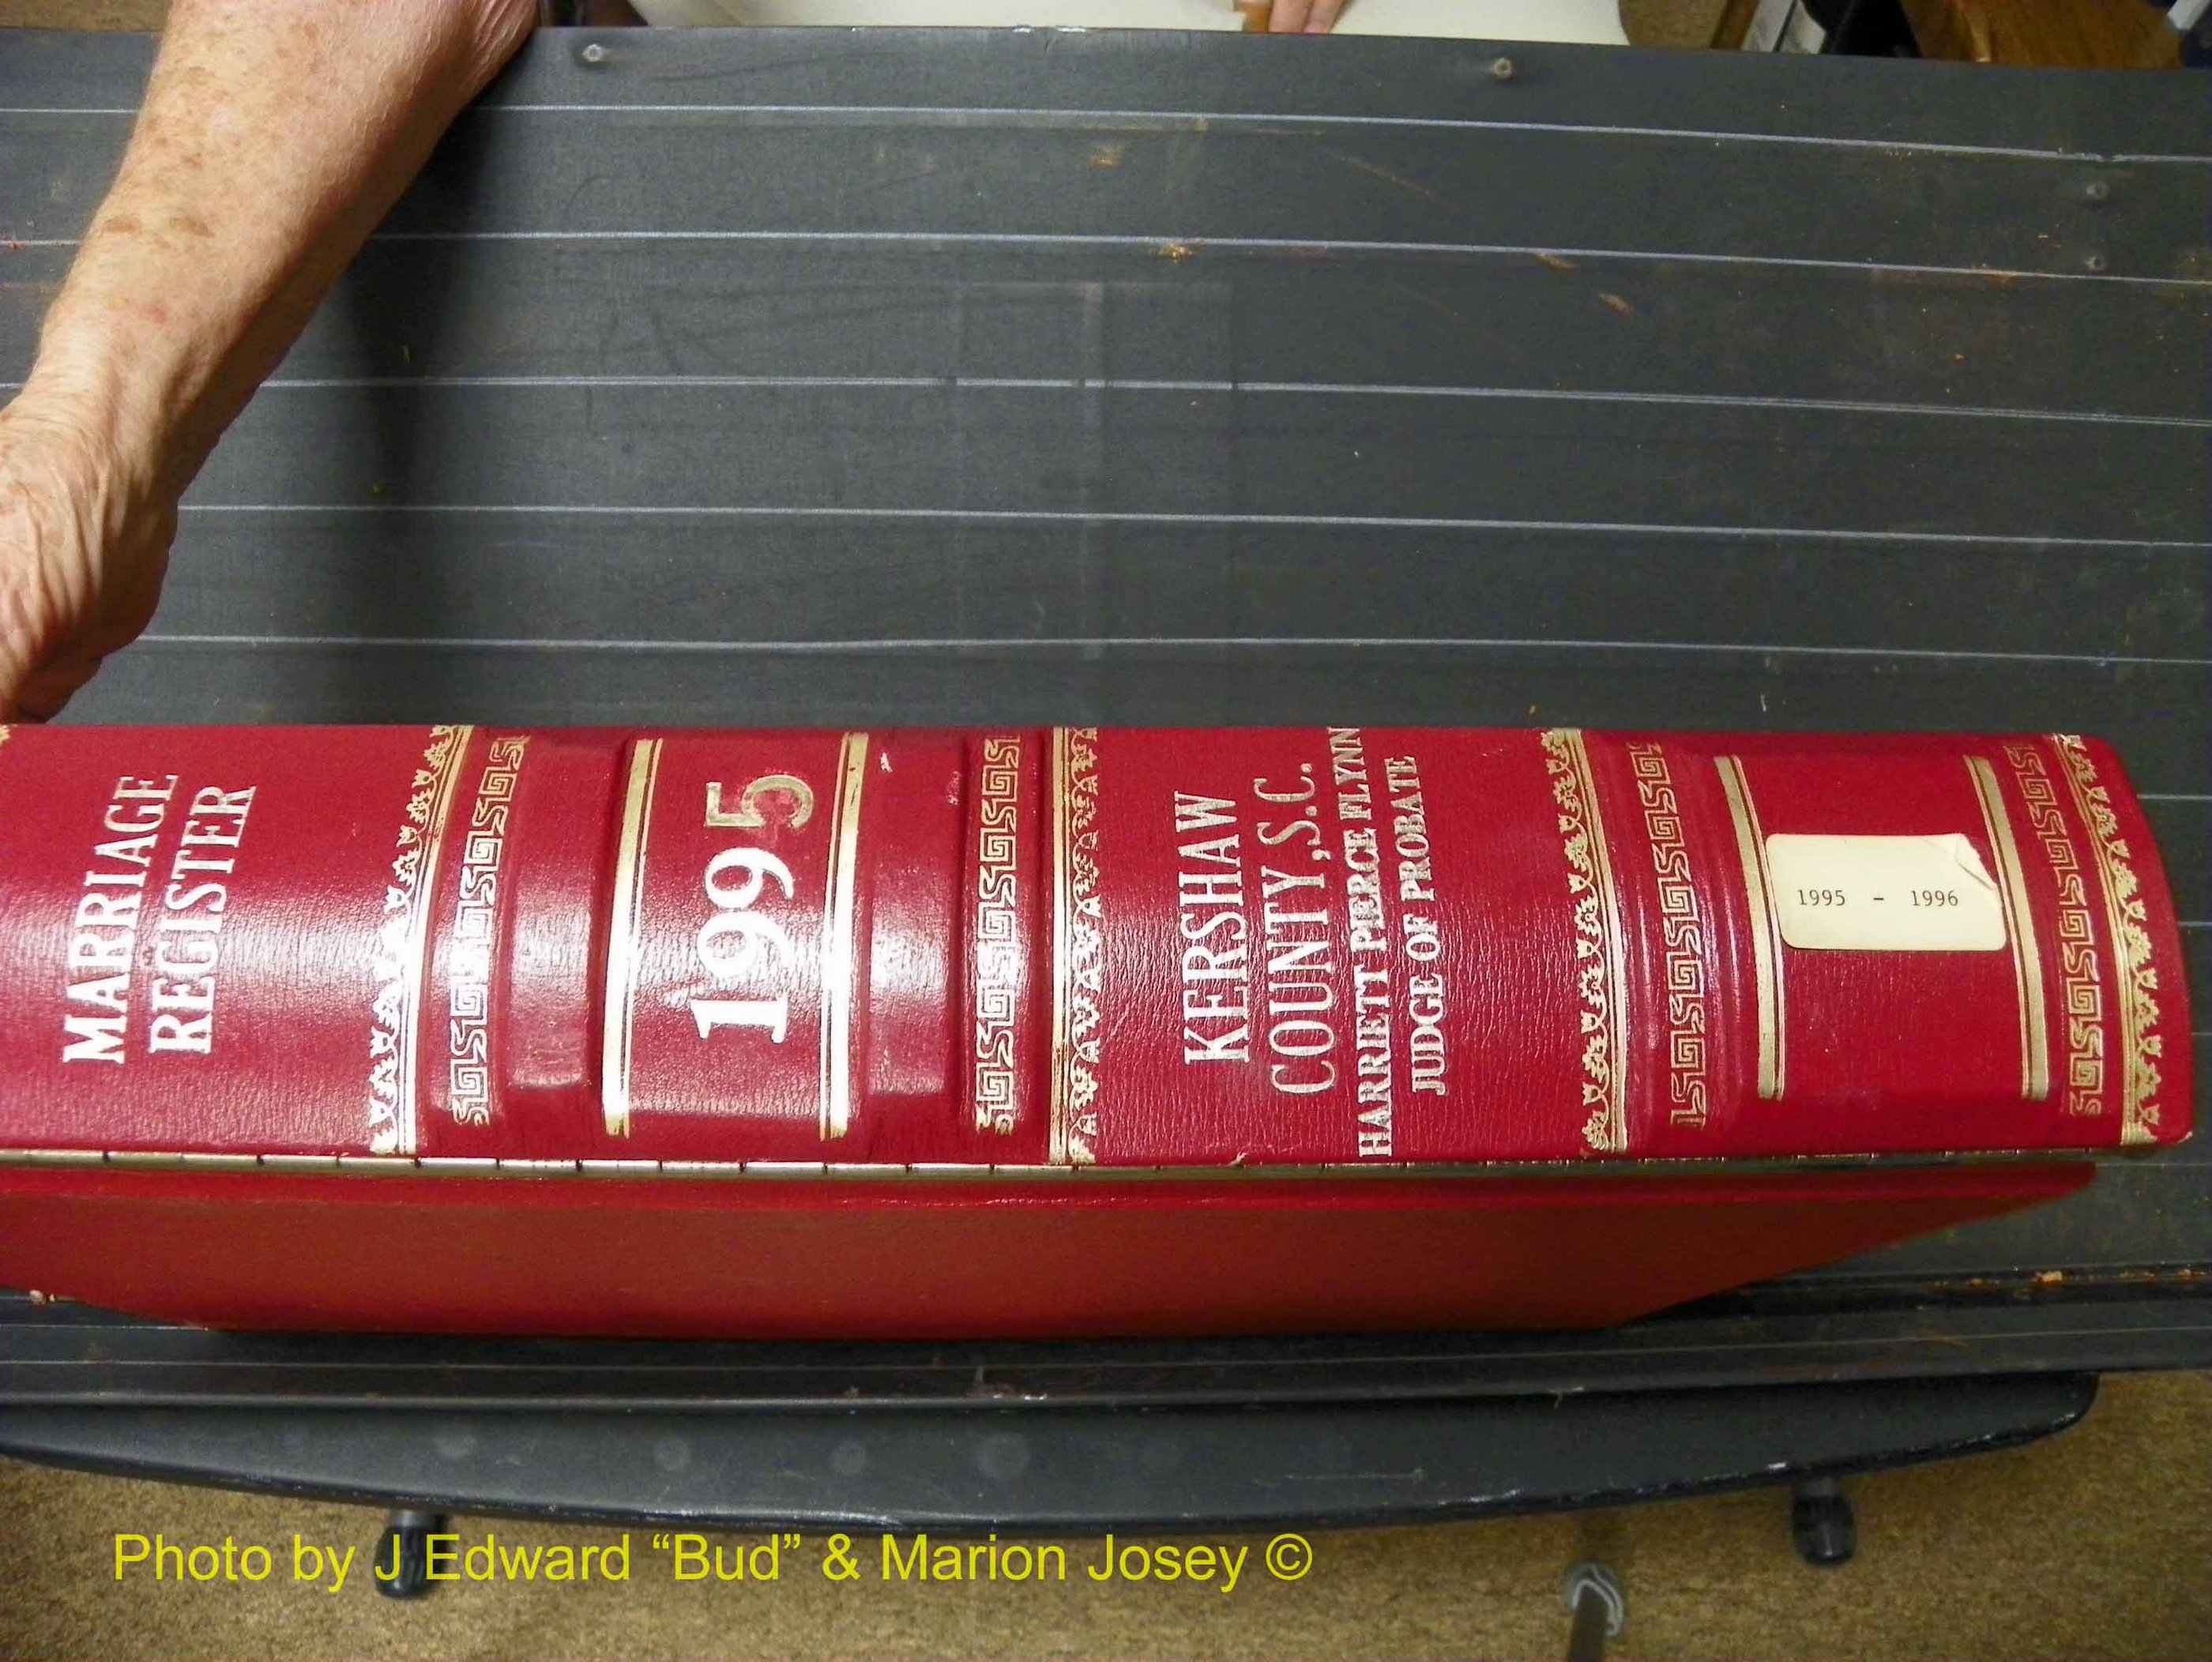 MARRIAGE
REGISTER
1995
KERSHAW
COUNTY, S.C.
HARRIETT PIERCE FLYNN
JUDGE OF PROBATE
1995 - 1996
Photo by J Edward “Bud” & Marion Josey ©